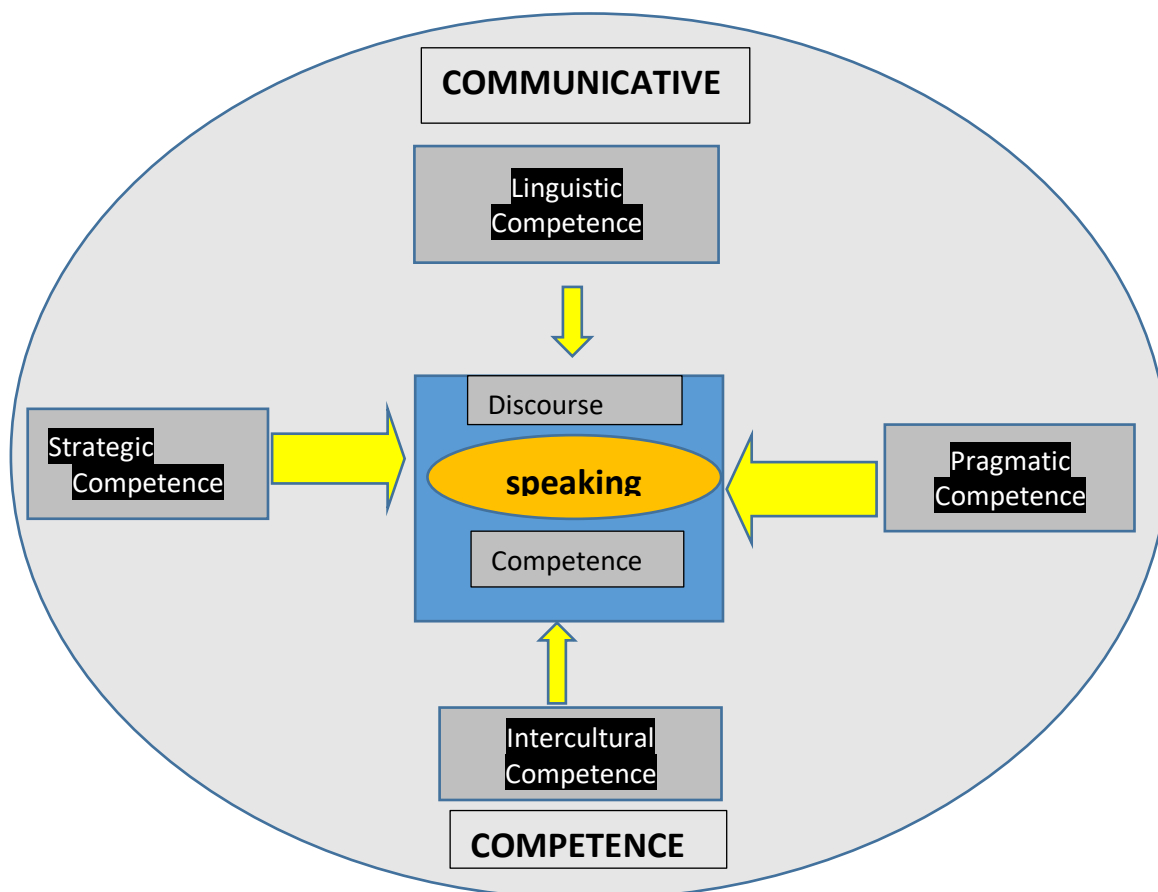 COMMUNICATIVE
Linguistic
Competence
Discourse
Strategic
Competence
speaking
Pragmatic
Competence
Competence
Intercultural
Competence
COMPETENCE